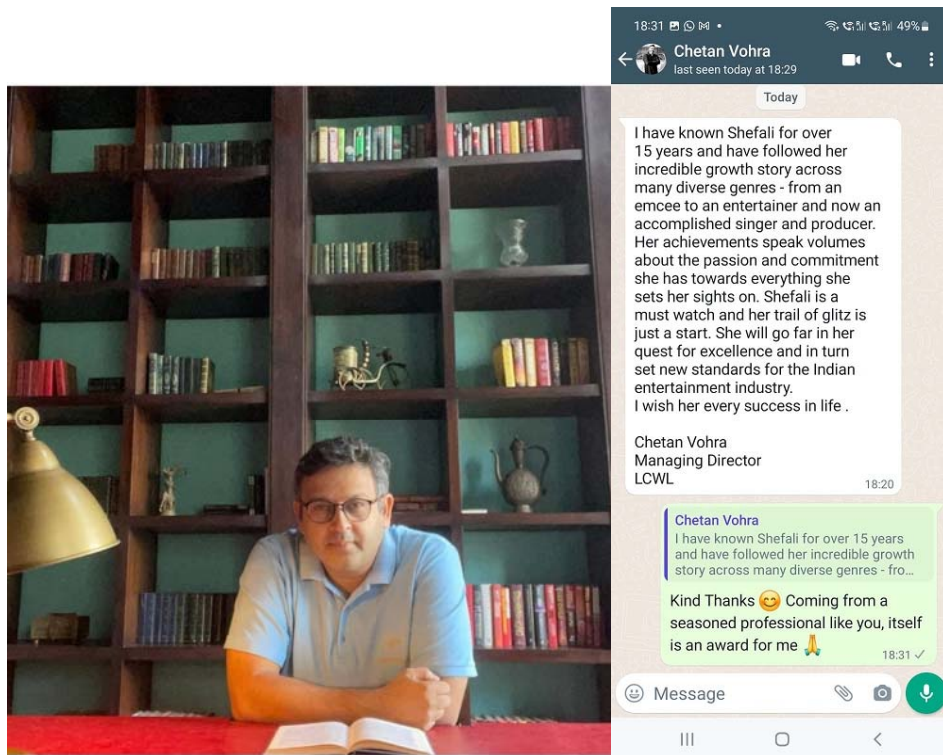 18:31
49%
Chetan Vohra
last seen today at 18:29
Today
I have known Shefali for over
15 years and have followed her
incredible growth story across
many diverse genres - from an
emcee to an entertainer and now an
accomplished singer and producer.
Her achievements speak volumes
about the passion and commitment
she has towards everything she
sets her sights on. Shefali is a
must watch and her trail of glitz is
just a start. She will go far in her
quest for excellence and in turn
set new standards for the Indian
entertainment industry.
I wish her every success in life .
Chetan Vohra
Managing Director
LCWL
18:20
Chetan Vohra
I have known Shefali for over 15 years
and have followed her incredible growth
story across many diverse genres - fro...
Kind Thanks 😊 Coming from a
seasoned professional like you, itself
is an award for me 🙏
18:31
Message